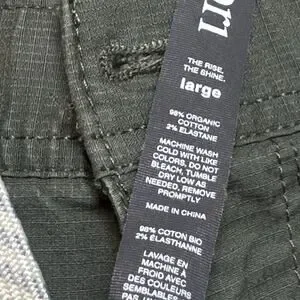 THE RISE.
THE SHINE.
large
98% ORGANIC
COTTON
2% ELASTANE
MACHINE WASH
COLD WITH LIKE
COLORS, DO NOT
BLEACH, TUMBLE
DRY LOW AS
NEEDED, REMOVE
PROMPTLY
MADE IN CHINA
98% COTON BIO
2% ÉLASTHANNE
LAVAGE EN
MACHINE À
FROID AVEC
DES COULEURS
SEMBLABLES
PAS